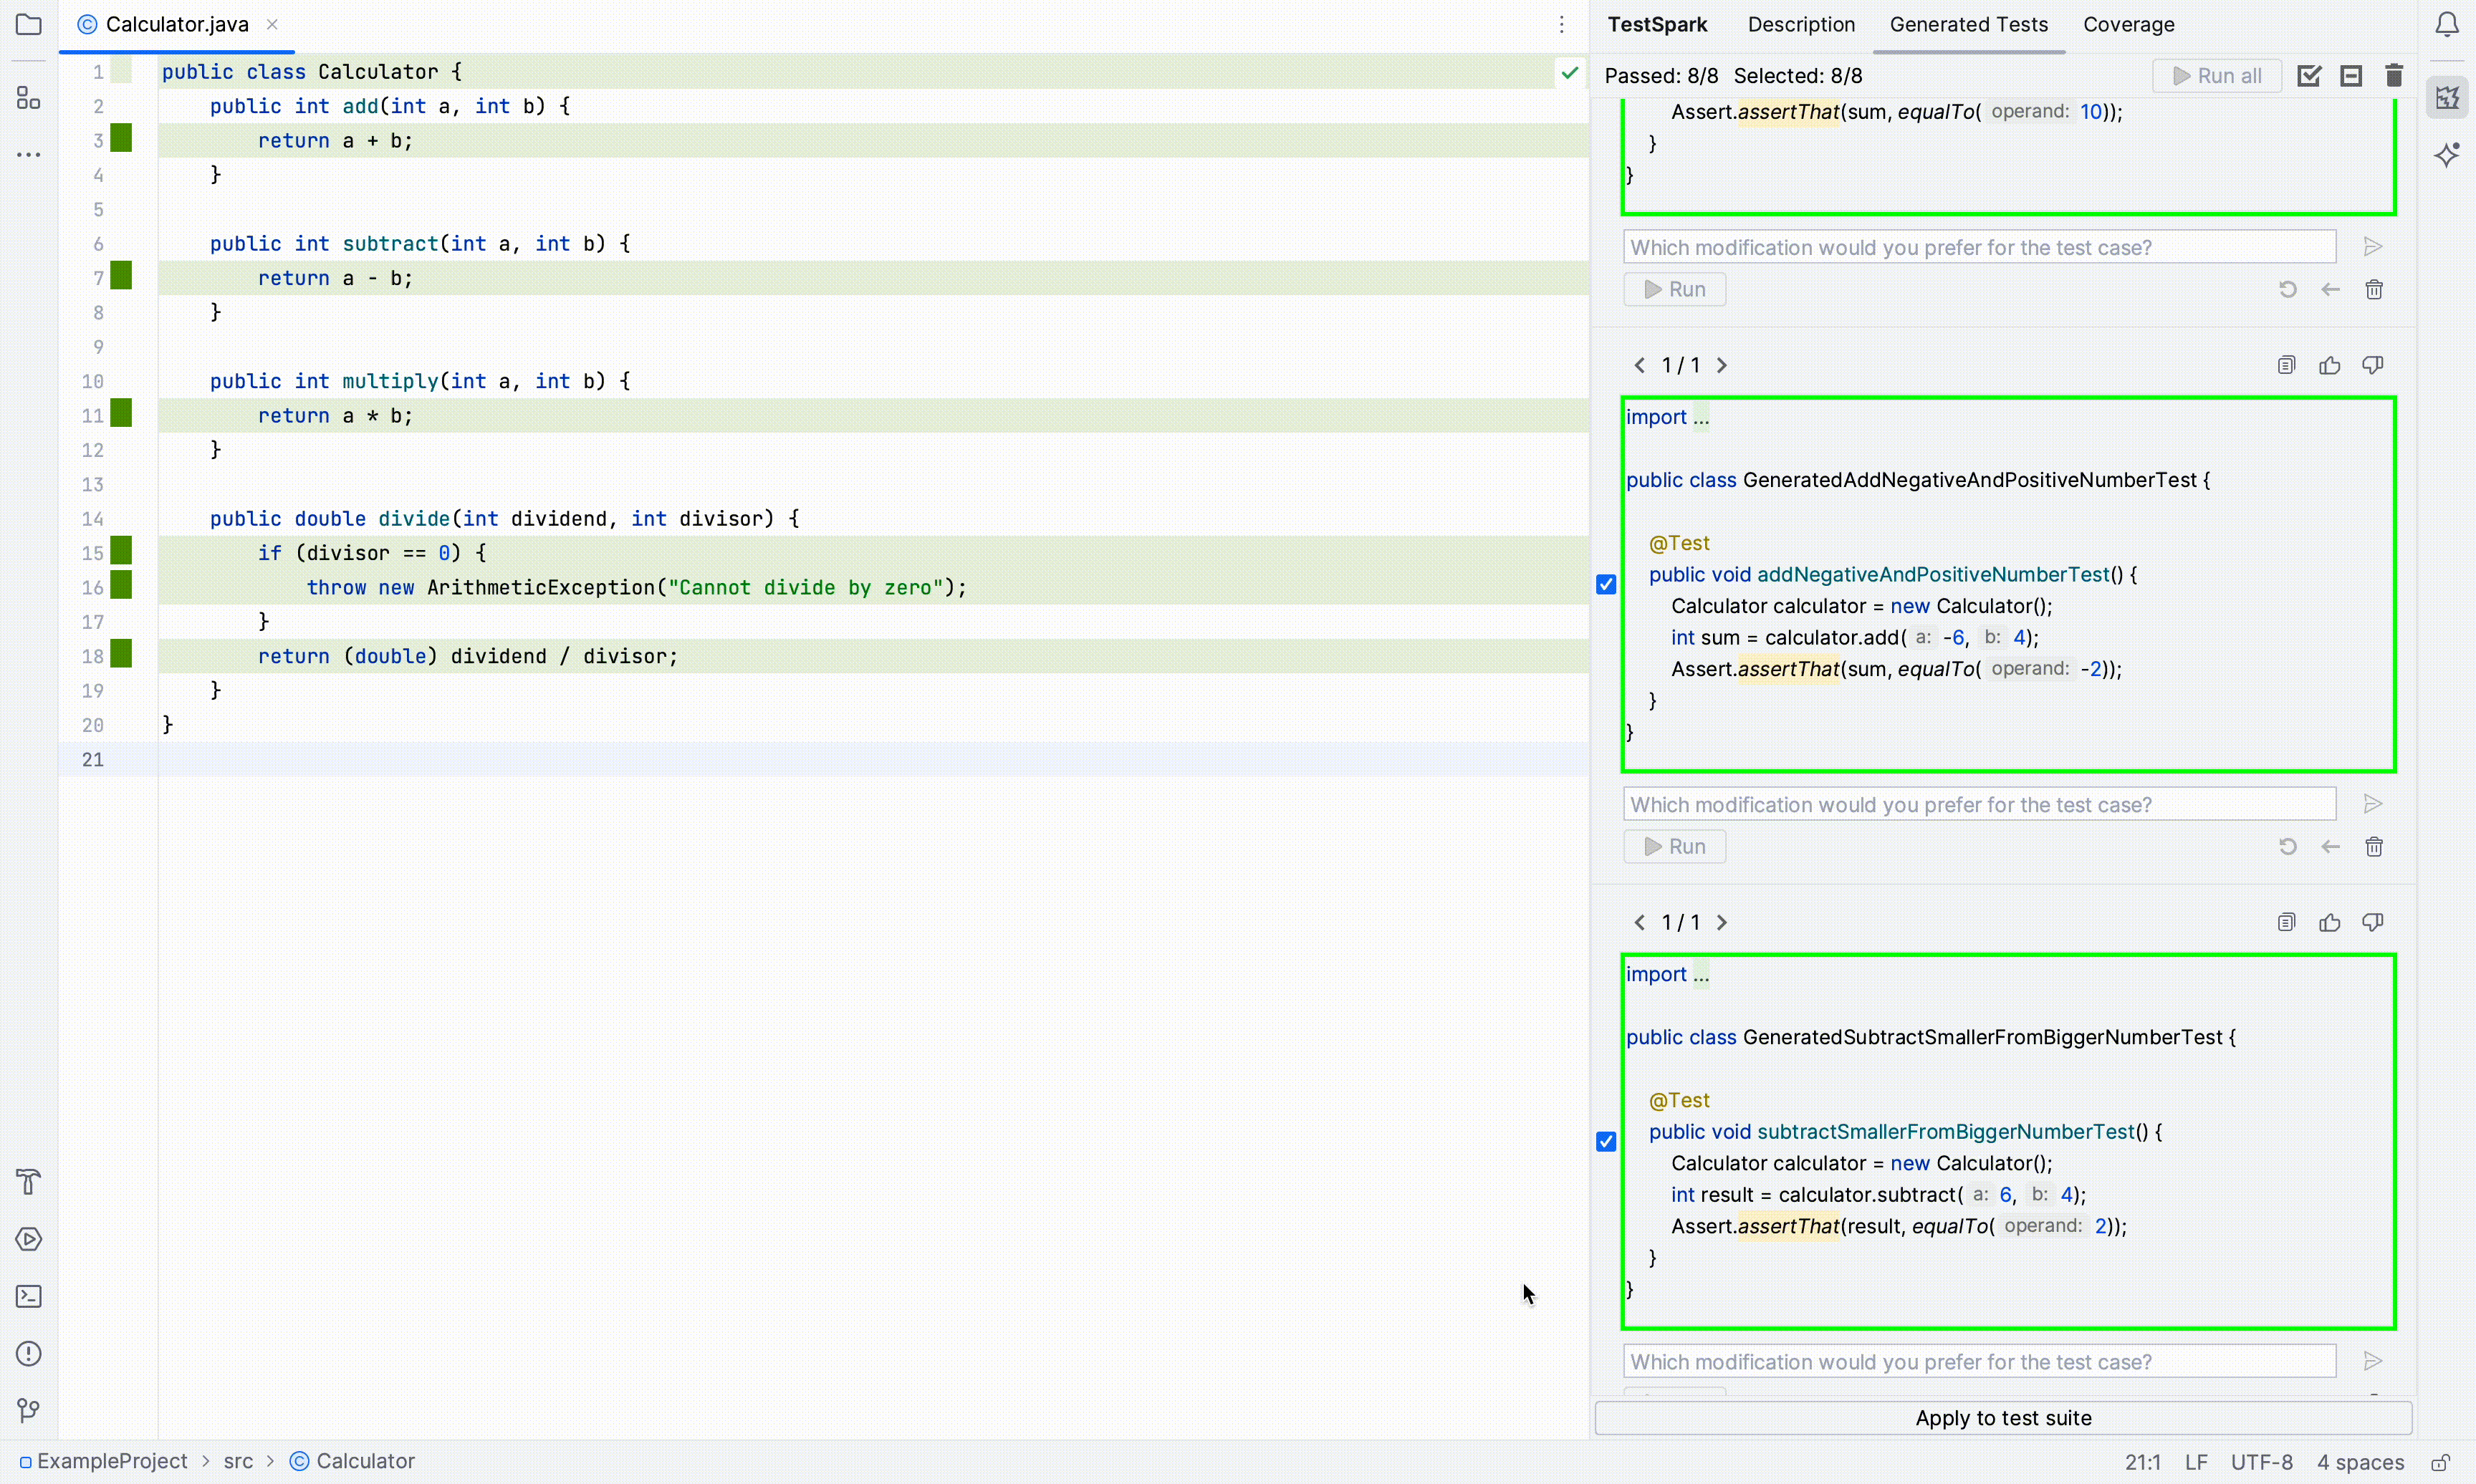 Calculator.java
TestSpark Description Generated Tests Coverage
1 public class Calculator {
2 public int add(int a, int b) {
3 return a + b;
4 }
5
6 public int subtract(int a, int b) {
7 return a - b;
8 }
9
10 public int multiply(int a, int b) {
11 return a * b;
12 }
13
14 public double divide(int dividend, int divisor) {
15 if (divisor == 0) {
16 throw new ArithmeticException("Cannot divide by zero");
17 }
18 return (double) dividend / divisor;
19 }
20 }
21
Passed: 8/8 Selected: 8/8 Run all
Assert.assertThat(sum, equalTo( operand: 10));
}
}
Which modification would you prefer for the test case?
Run
1 / 1
import ...
public class GeneratedAddNegativeAndPositiveNumberTest {
@Test
public void addNegativeAndPositiveNumberTest() {
Calculator calculator = new Calculator();
int sum = calculator.add( a: -6, b: 4);
Assert.assertThat(sum, equalTo( operand: -2));
}
}
Which modification would you prefer for the test case?
Run
1 / 1
import ...
public class GeneratedSubtractSmallerFromBiggerNumberTest {
@Test
public void subtractSmallerFromBiggerNumberTest() {
Calculator calculator = new Calculator();
int result = calculator.subtract( a: 6, b: 4);
Assert.assertThat(result, equalTo( operand: 2));
}
}
Which modification would you prefer for the test case?
Apply to test suite
ExampleProject > src > Calculator
21:1 LF UTF-8 4 spaces